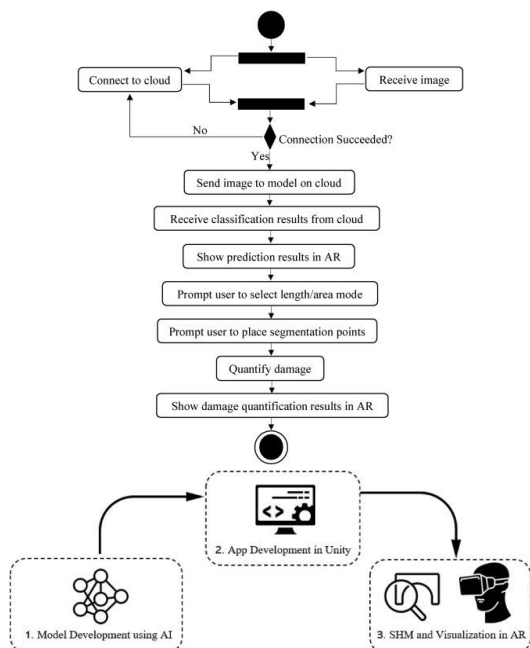 Connect to cloud
Receive image
No
Connection Succeeded?
Yes
Send image to model on cloud
Receive classification results from cloud
Show prediction results in AR
Prompt user to select length/area mode
Prompt user to place segmentation points
Quantify damage
Show damage quantification results in AR
2. App Development in Unity
1. Model Development using AI
3. SHM and Visualization in AR